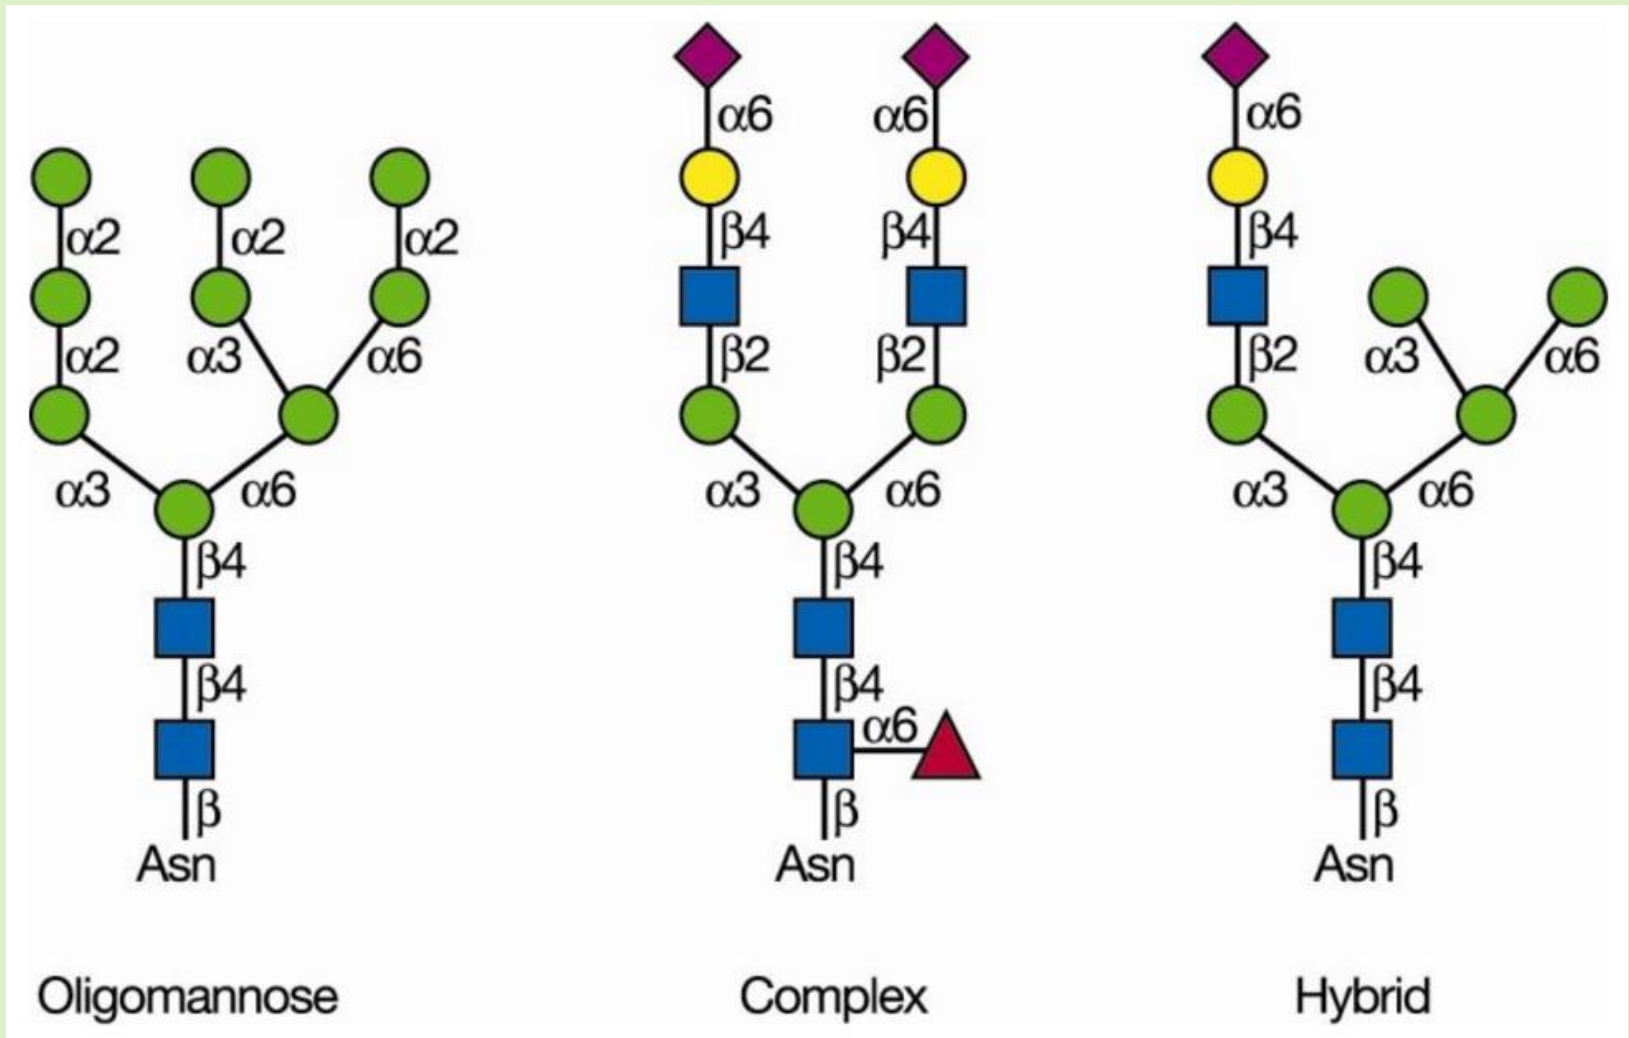 α6 α6 α6
α2 α2 α2 β4 β4 β4
α2 α3 α6 β2 β2 β2 α3 α6
α3 α6 α3 α6 α3 α6
β4 β4 β4
β4 β4 β4
α6
β β β
Asn Asn Asn
Oligomannose Complex Hybrid